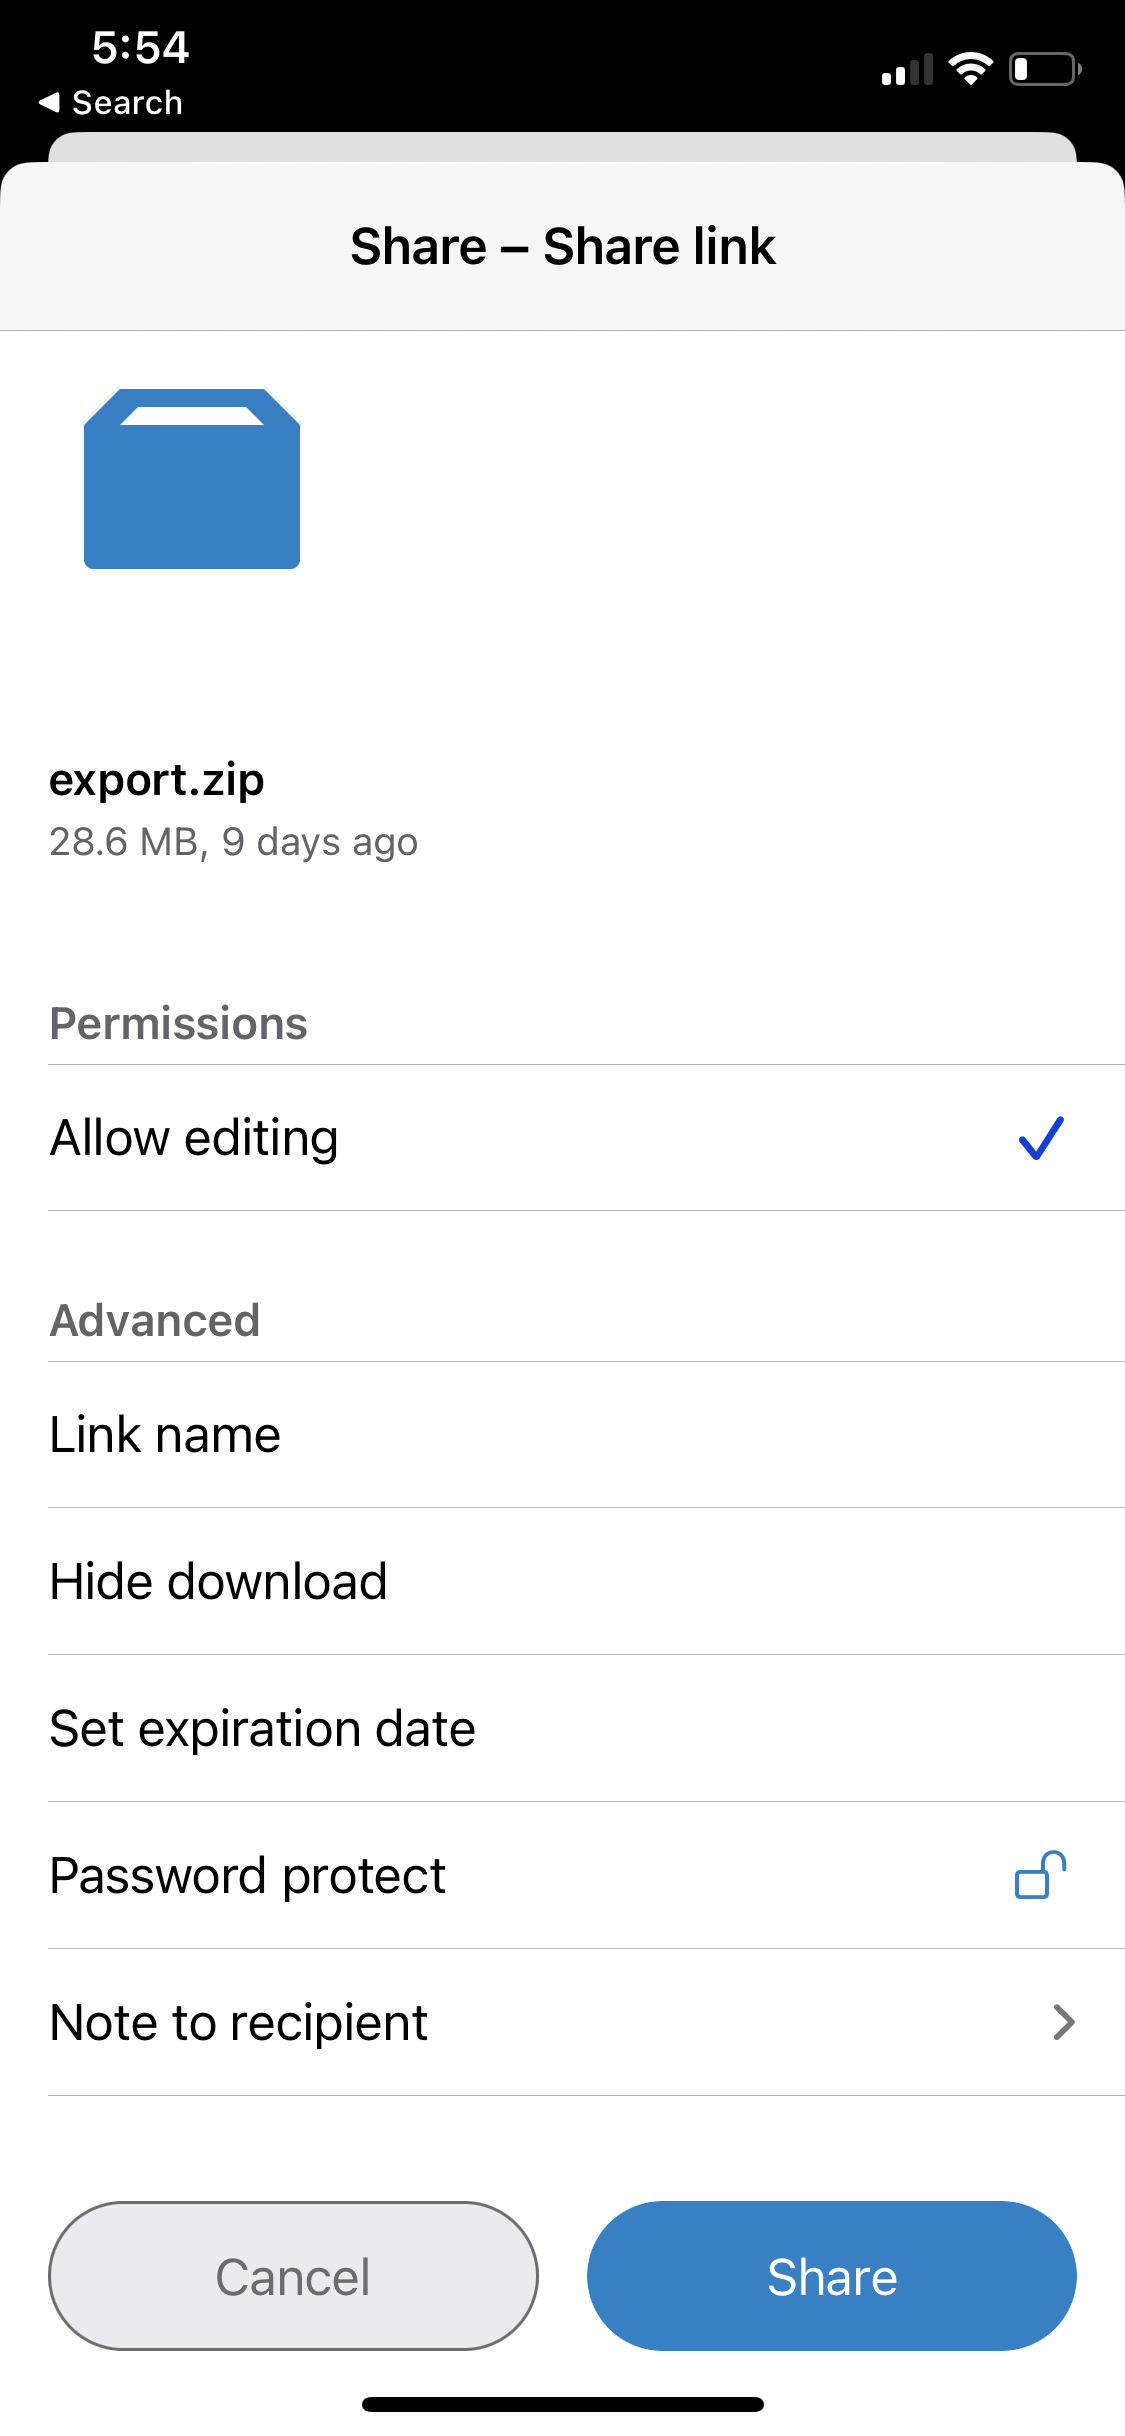 5:54
Search
Share – Share link
export.zip
28.6 MB, 9 days ago
Permissions
Allow editing
Advanced
Link name
Hide download
Set expiration date
Password protect
Note to recipient
Cancel
Share